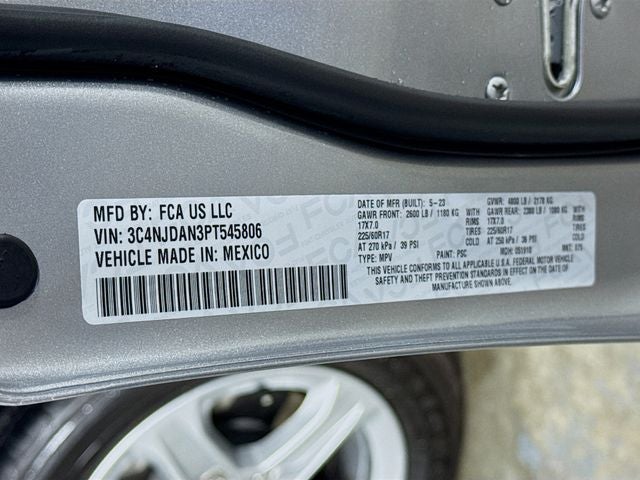 MFD BY: FCA US LLC
VIN: 3C4NJDAN3PT545806
VEHICLE MADE IN: MEXICO
DATE OF MFR (BUILT): 5-23
GAWR FRONT: 2600 LB / 1180 KG WITH
17X7.0 RIMS
225/60R17 TIRES
AT 270 kPa / 39 PSI
TYPE: MPV
GVWR: 4800 LB / 2178 KG
GAWR REAR: 2380 LB / 1080 KG WITH
17X7.0 RIMS
225/60R17 TIRES
AT 250 kPa / 36 PSI
PAINT: PSC
THIS VEHICLE CONFORMS TO ALL APPLICABLE U.S.A. FEDERAL MOTOR VEHICLE
SAFETY AND THEFT PREVENTION STANDARDS IN EFFECT ON THE DATE OF
MANUFACTURE SHOWN ABOVE.